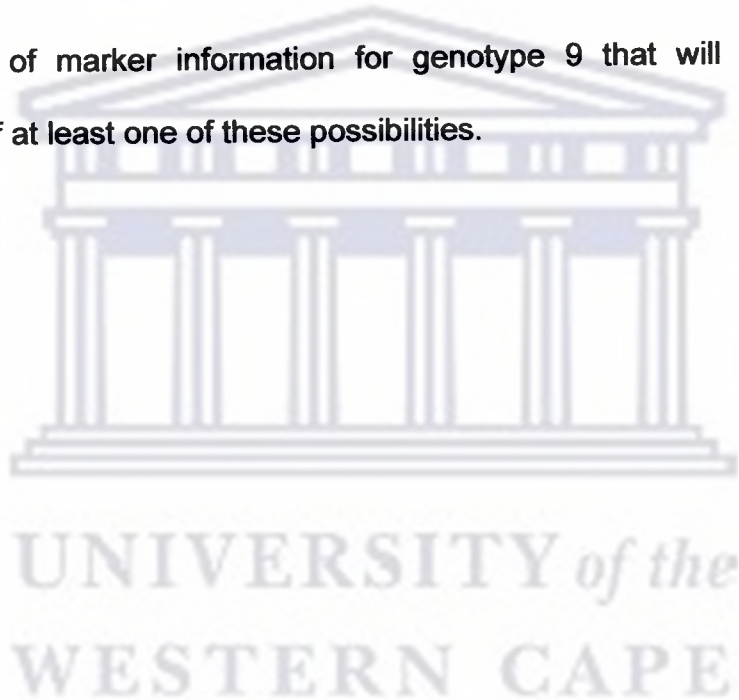 of marker information for genotype 9 that will
at least one of these possibilities.
UNIVERSITY of the
WESTERN CAPE